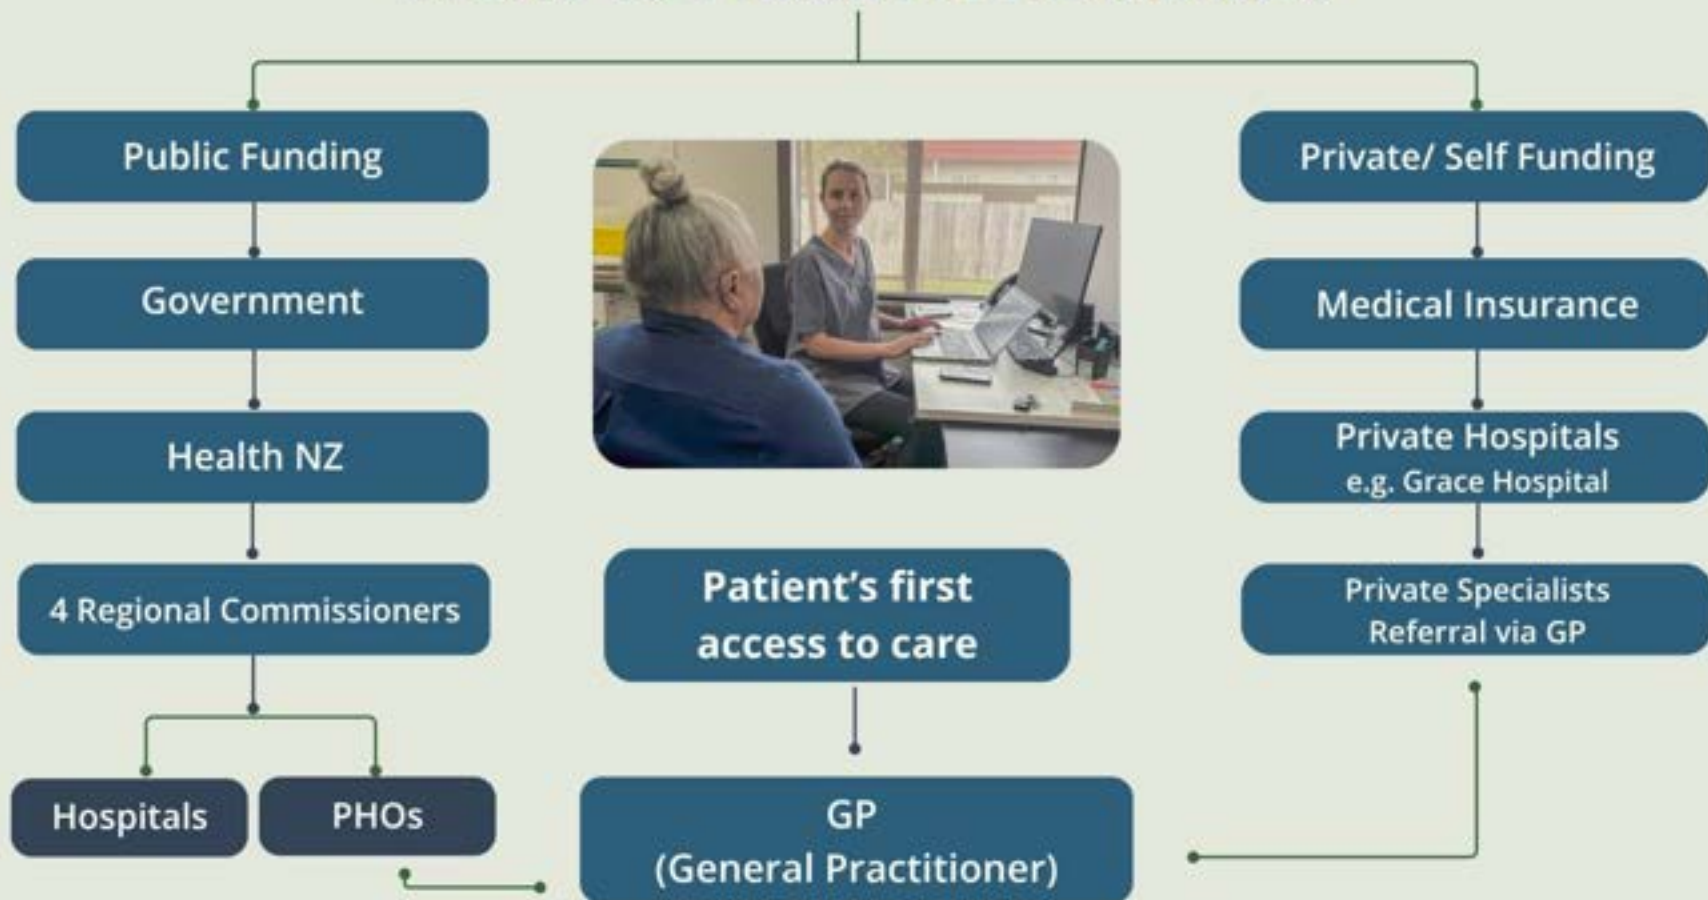 Public Funding
Government
Health NZ
4 Regional Commissioners
Hospitals
PHOs
Patient's first
access to care
GP
(General Practitioner)
Private/ Self Funding
Medical Insurance
Private Hospitals
e.g. Grace Hospital
Private Specialists
Referral via GP